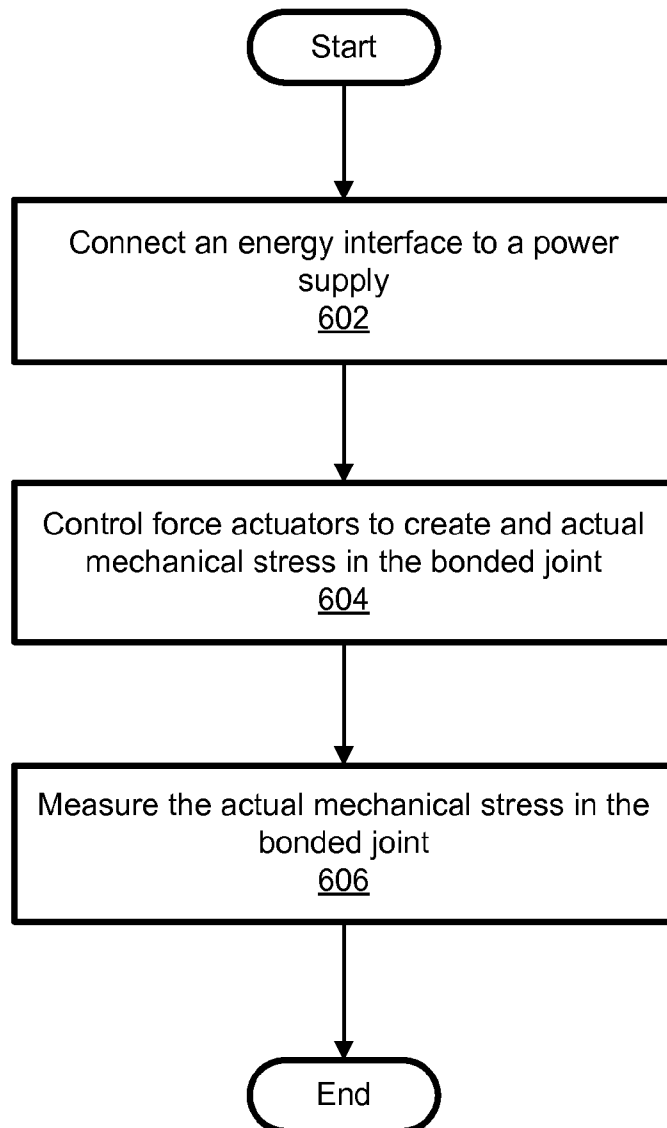 Start
Connect an energy interface to a power
supply
602
Control force actuators to create and actual
mechanical stress in the bonded joint
604
Measure the actual mechanical stress in the
bonded joint
606
End